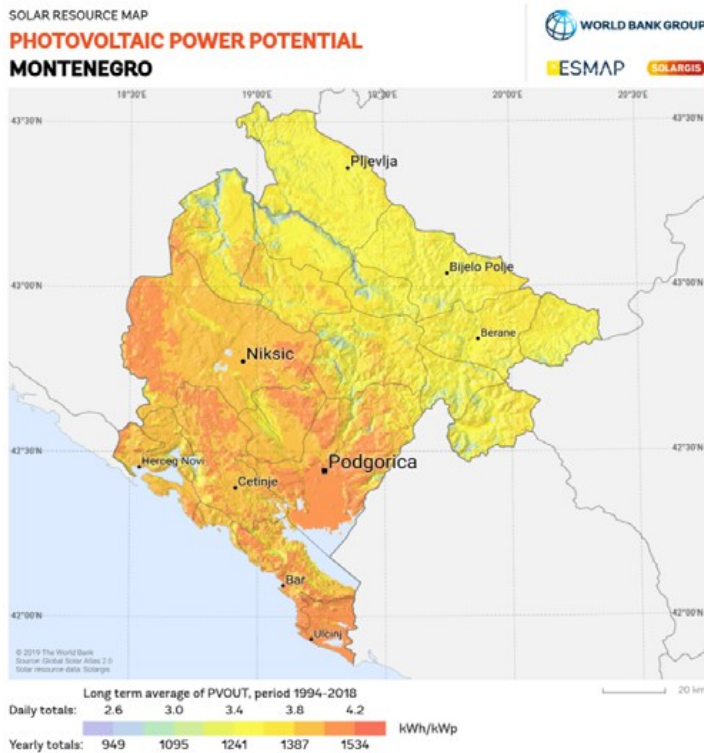 SOLAR RESOURCE MAP
PHOTOVOLTAIC POWER POTENTIAL
MONTENEGRO
WORLD BANK GROUP
ESMAP
SOLARGIS
18°30'E 19°00'E 19°30'E 20°00'E 20°30'E
43°30'N 43°30'N
Pljevlja
Bijelo Polje
43°00'N 43°00'N
Berane
Niksic
42°30'N 42°30'N
Herceg Novi
Podgorica
Cetinje
Bar
42°00'N 42°00'N
Ulcinj
© 2019 The World Bank
Source: Global Solar Atlas 2.0
Solar resource data: Solargis
20 km
Long term average of PVOUT, period 1994-2018
Daily totals: 2.6 3.0 3.4 3.8 4.2
kWh/kWp
Yearly totals: 949 1095 1241 1387 1534